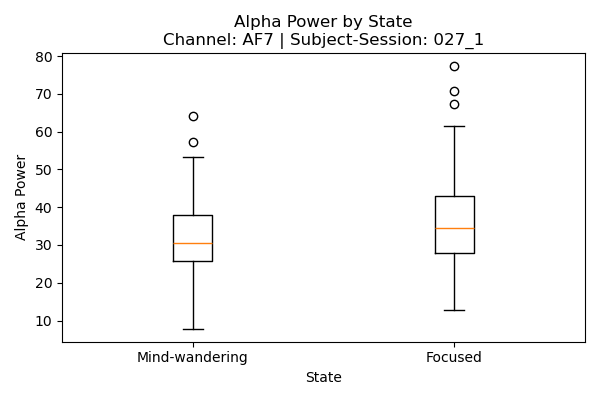 Alpha Power by State
Channel: AF7 | Subject-Session: 027_1
80
70
60
50
40
30
20
10
Alpha Power
Mind-wandering
Focused
State